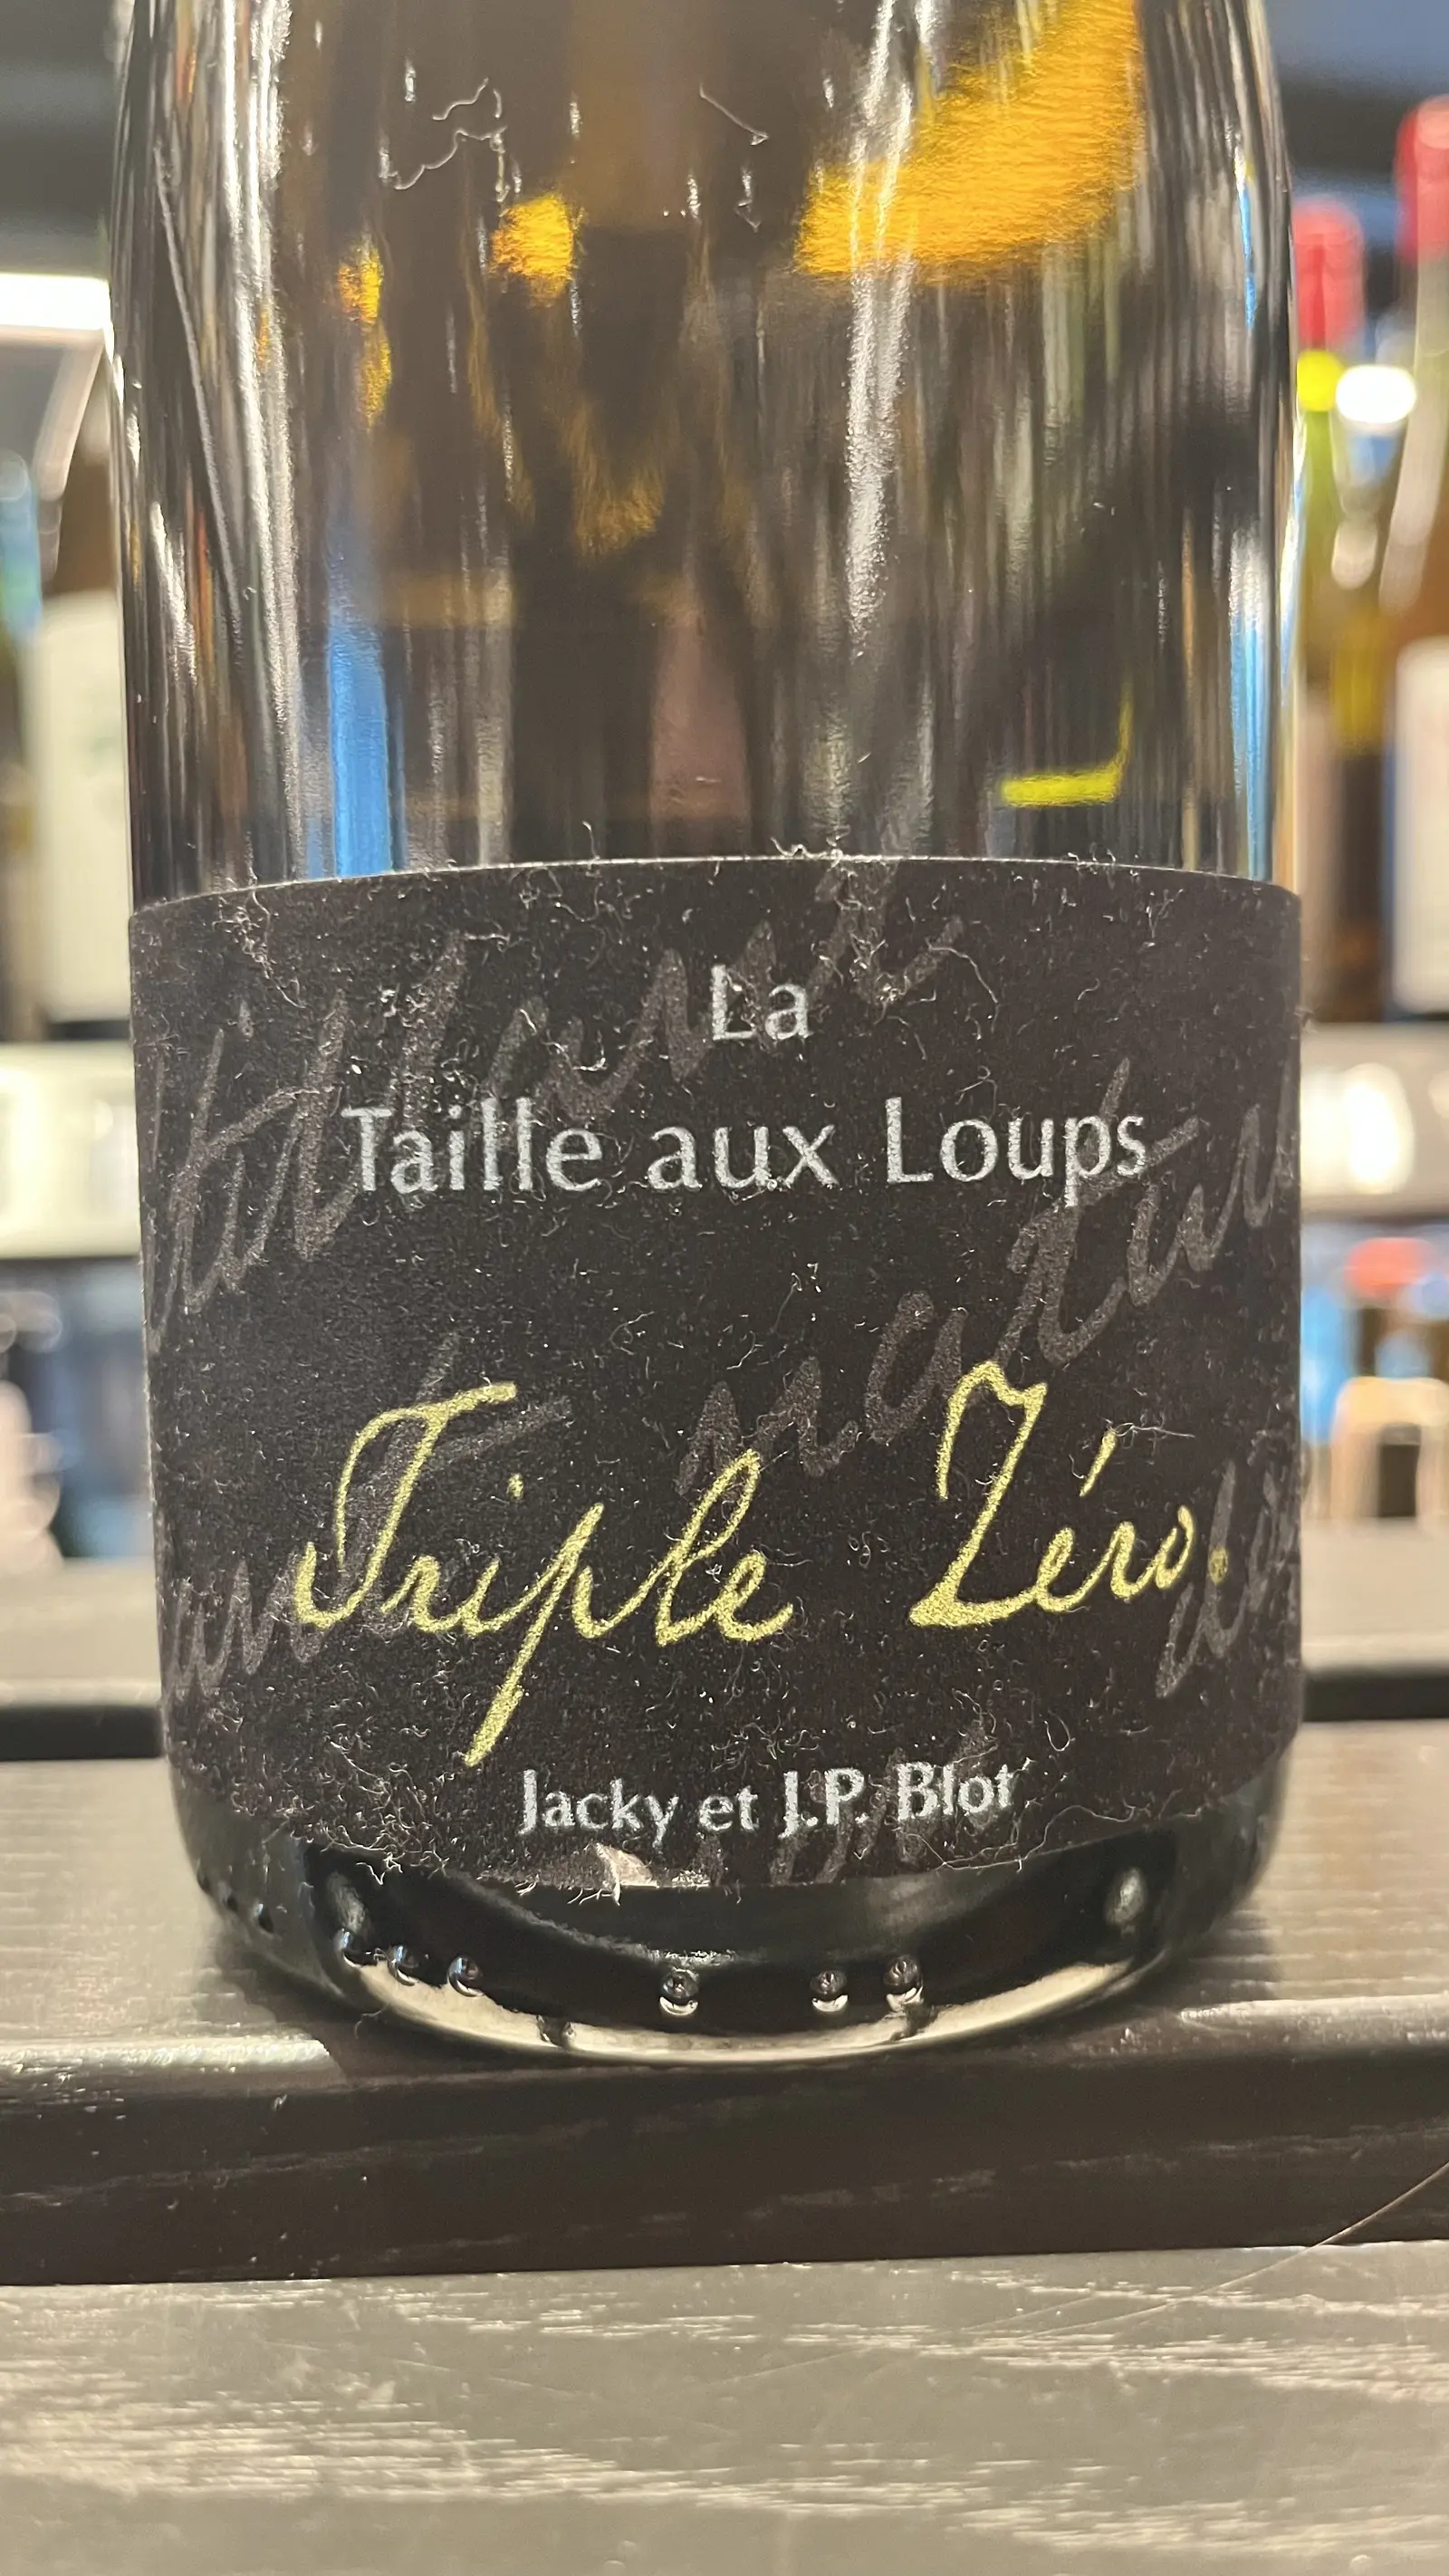 La
Taille aux Loups
Triple Zéro.
Jacky et J.P. Blot